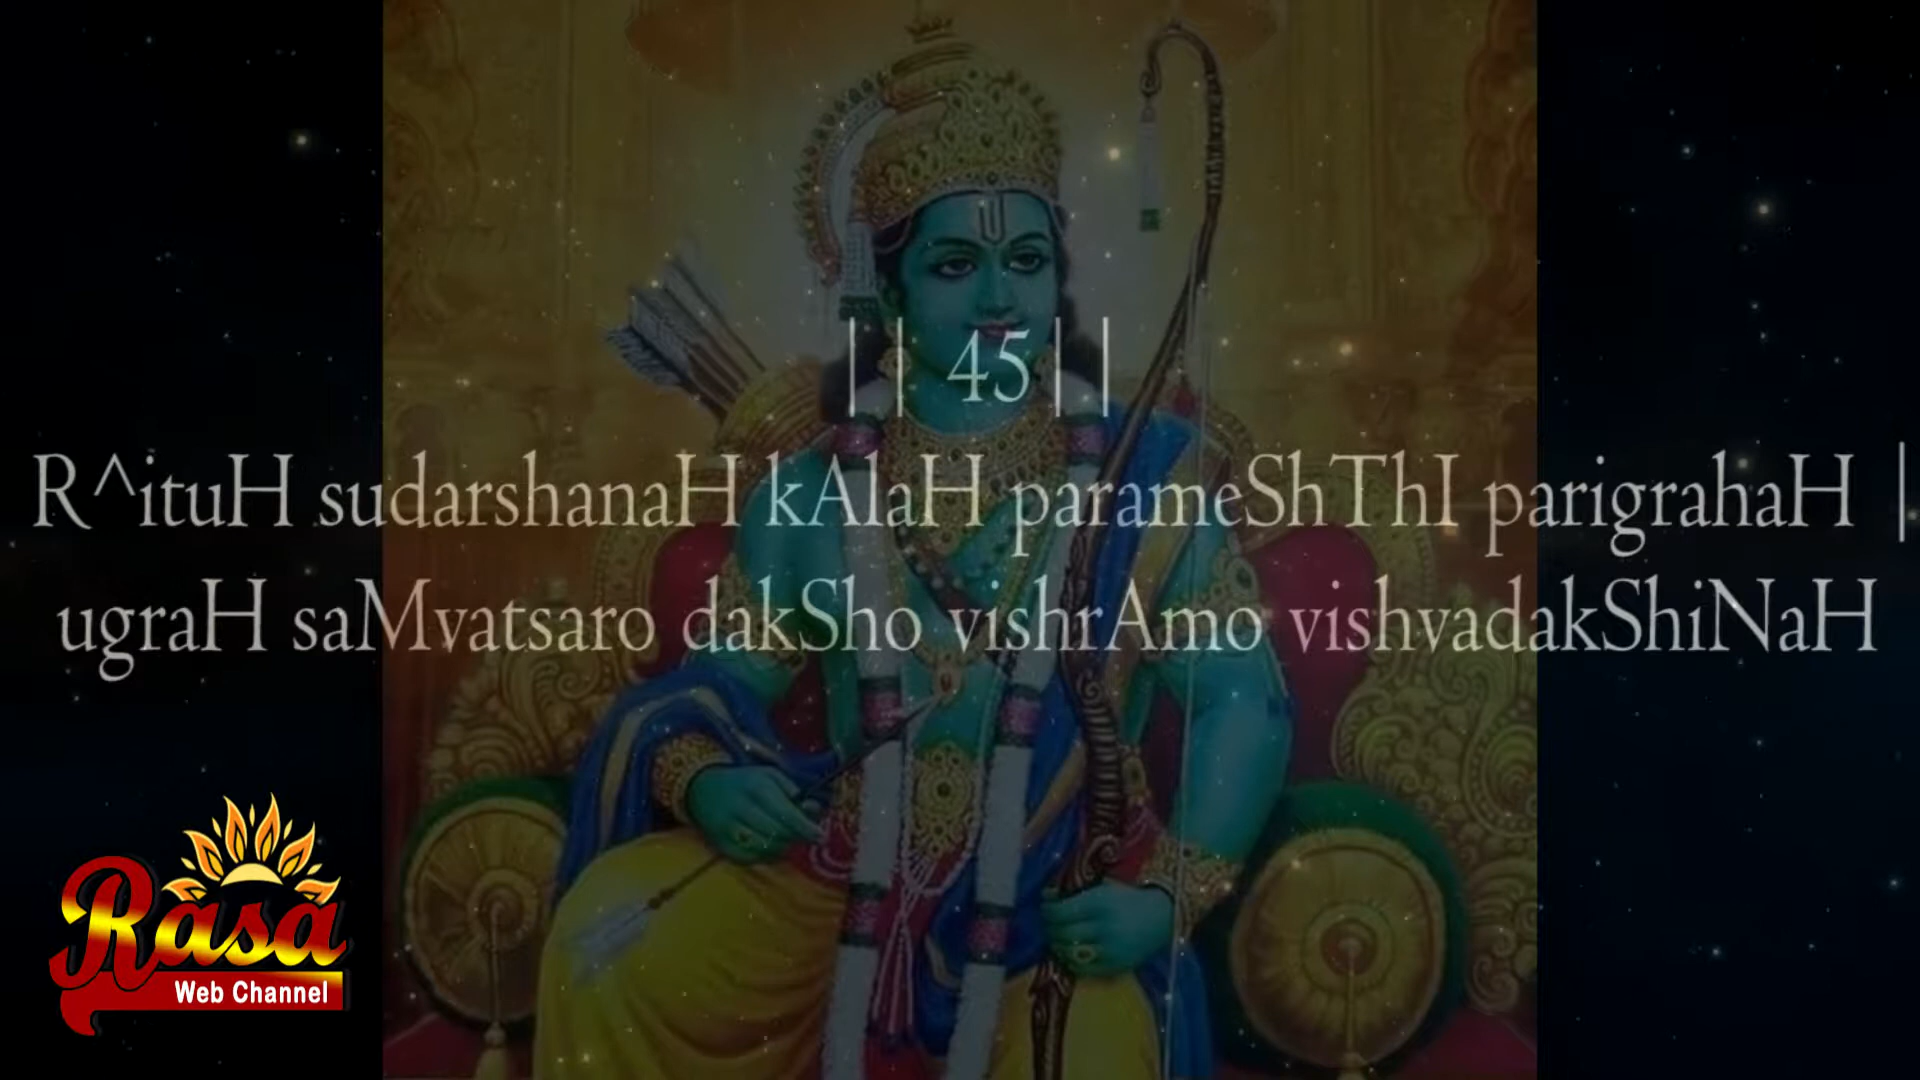 || 45||
R^ituH sudarshanaH kAlaH parameShThI parigrahaH |
ugraH saMvatsaro dakSho vishrAmo vishvadakShiNaH
Rasa
Web Channel